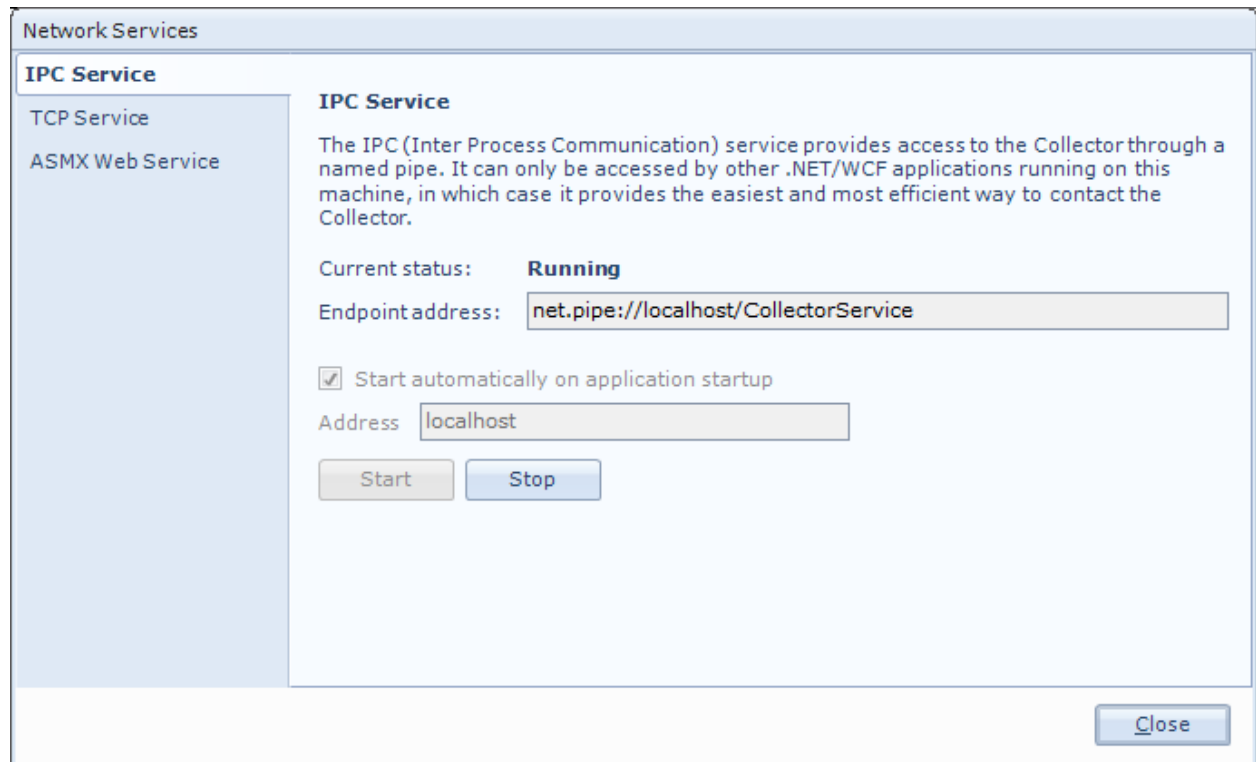 Network Services
IPC Service
TCP Service
ASMX Web Service
IPC Service
The IPC (Inter Process Communication) service provides access to the Collector through a
named pipe. It can only be accessed by other .NET/WCF applications running on this
machine, in which case it provides the easiest and most efficient way to contact the
Collector.
Current status: Running
Endpoint address: net.pipe://localhost/CollectorService
Start automatically on application startup
Address localhost
Start Stop
Close